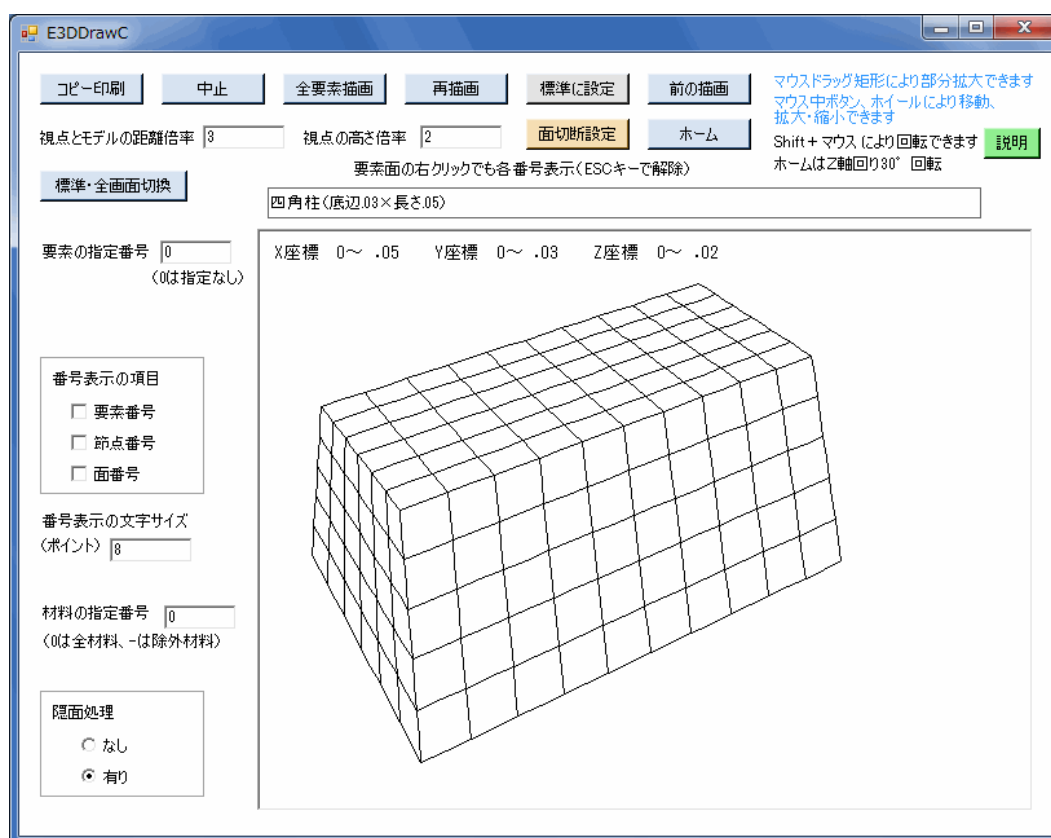 E3DDrawC
コピー印刷 中止 全要素描画 再描画 標準に設定 前の描画
マウスドラッグ矩形により部分拡大できます
マウス中ボタン、ホイールにより移動、
拡大・縮小できます
視点とモデルの距離倍率 3 視点の高さ倍率 2 面切断設定 ホーム
Shift+マウス により回転できます 説明
ホームはZ軸回り30° 回転
要素面の右クリックでも各番号表示(ESCキーで解除)
標準・全画面切換
四角柱(底辺.03×長さ.05)
要素の指定番号 0
(0は指定なし)
X座標 0～ .05 Y座標 0～ .03 Z座標 0～ .02
番号表示の項目
要素番号
節点番号
面番号
番号表示の文字サイズ
(ポイント) 8
材料の指定番号 0
(0は全材料、-は除外材料)
隠面処理
なし
有り